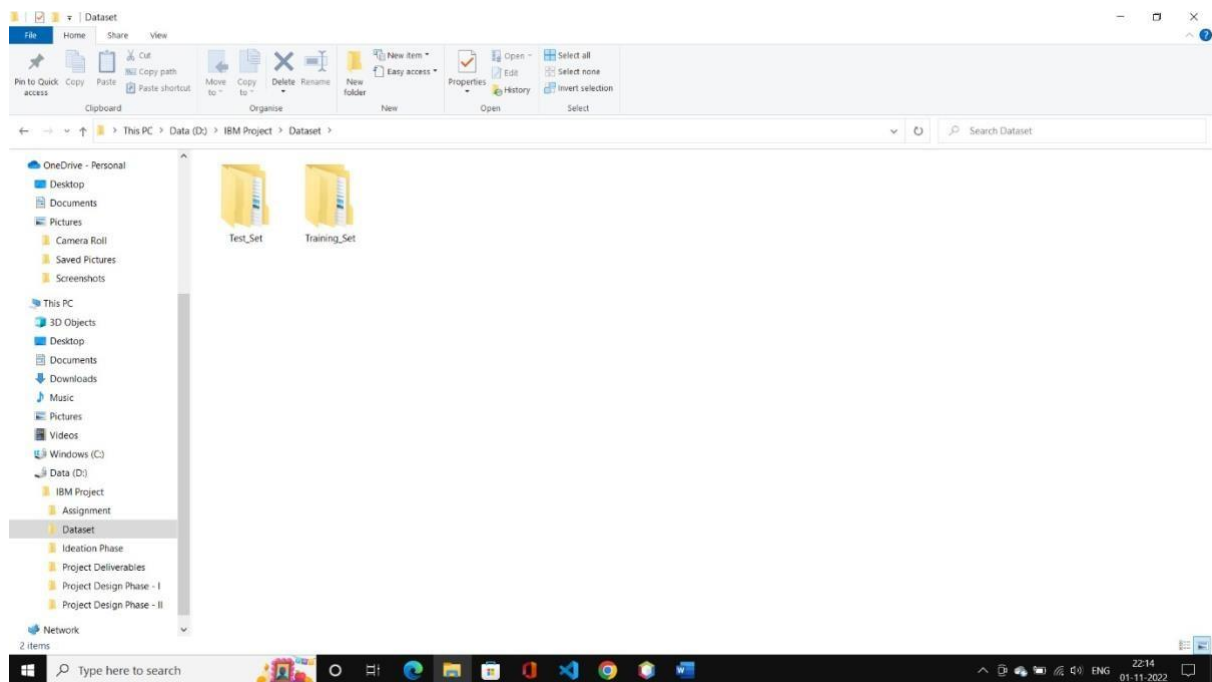 Dataset
File Home Share View
Pin to Quick access
Copy
Paste
Cut
Copy path
Paste shortcut
Clipboard
Move to
Copy to
Delete
Rename
Organise
New folder
New item
Easy access
New
Properties
Open
Edit
History
Open
Select all
Select none
Invert selection
Select
This PC > Data (D:) > IBM Project > Dataset >
Search Dataset
OneDrive - Personal
Desktop
Documents
Pictures
Camera Roll
Saved Pictures
Screenshots
This PC
3D Objects
Desktop
Documents
Downloads
Music
Pictures
Videos
Windows (C:)
Data (D:)
IBM Project
Assignment
Dataset
Ideation Phase
Project Deliverables
Project Design Phase - I
Project Design Phase - II
Network
Test_Set
Training_Set
2 items
Type here to search
ENG
22:14
01-11-2022